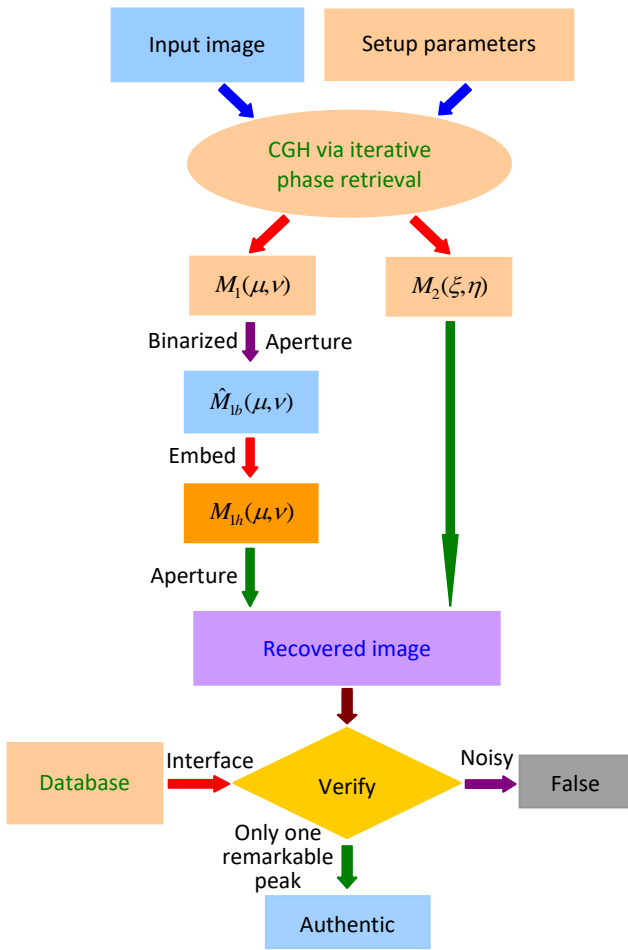 Input image
Setup parameters
CGH via iterative
phase retrieval
M₁(μ,ν)
M₂(ξ,η)
Binarized
Aperture
M̂₁b(μ,ν)
Embed
M₁h(μ,ν)
Aperture
Recovered image
Database
Interface
Verify
Noisy
False
Only one
remarkable
peak
Authentic